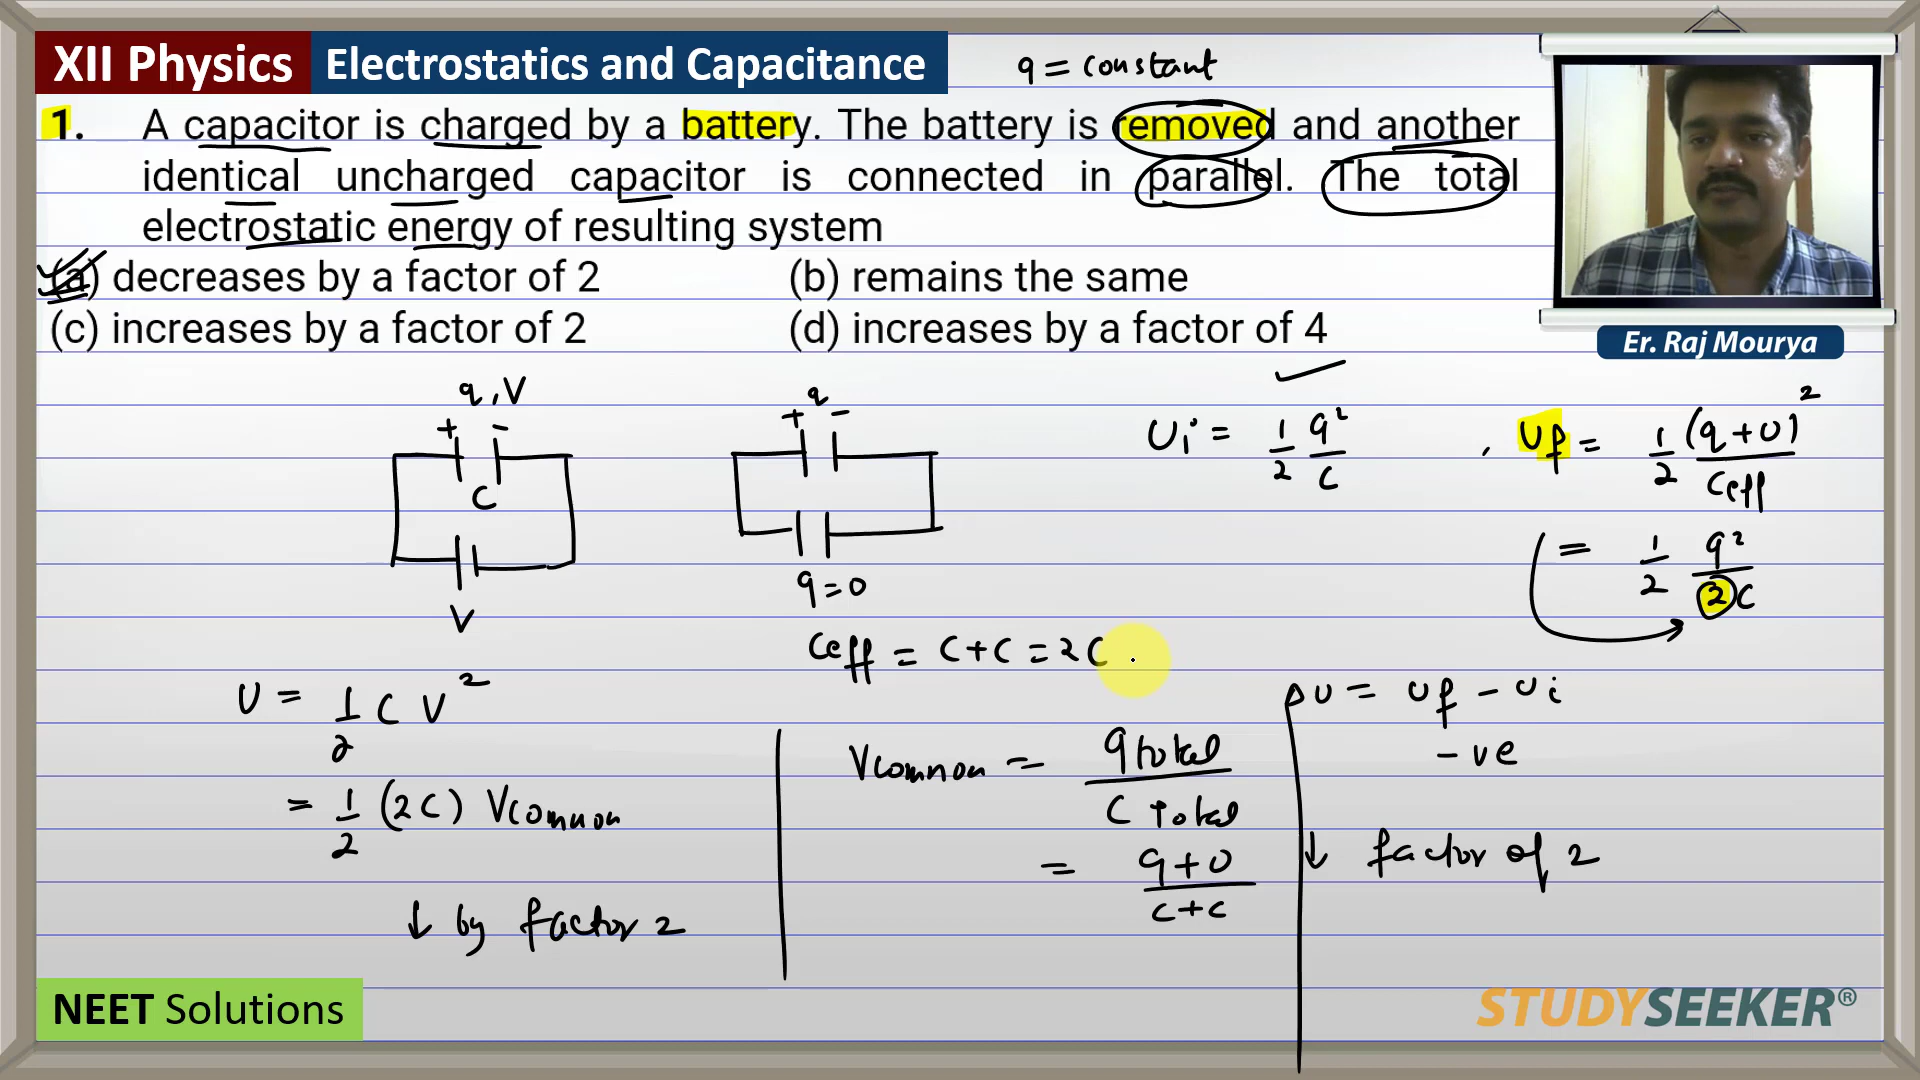 XII Physics Electrostatics and Capacitance
q = constant
1. A capacitor is charged by a battery. The battery is removed and another
identical uncharged capacitor is connected in parallel. The total
electrostatic energy of resulting system
(a) decreases by a factor of 2 (b) remains the same
(c) increases by a factor of 2 (d) increases by a factor of 4
Er. Raj Mourya
q, V
+ -
C
V
q
+ -
q = 0
Ceff = C + C = 2C
Ui = 1/2 q²/C , Uf = 1/2 (q+0)²/Ceff
= 1/2 q²/2C
U = 1/2 C V²
= 1/2 (2C) Vcommon
↓ by factor 2
Vcommon = qtotal/Ctotal
= q+0/C+C
ΔU = Uf - Ui
-ve
↓ factor of 2
NEET Solutions
STUDYSEEKER®